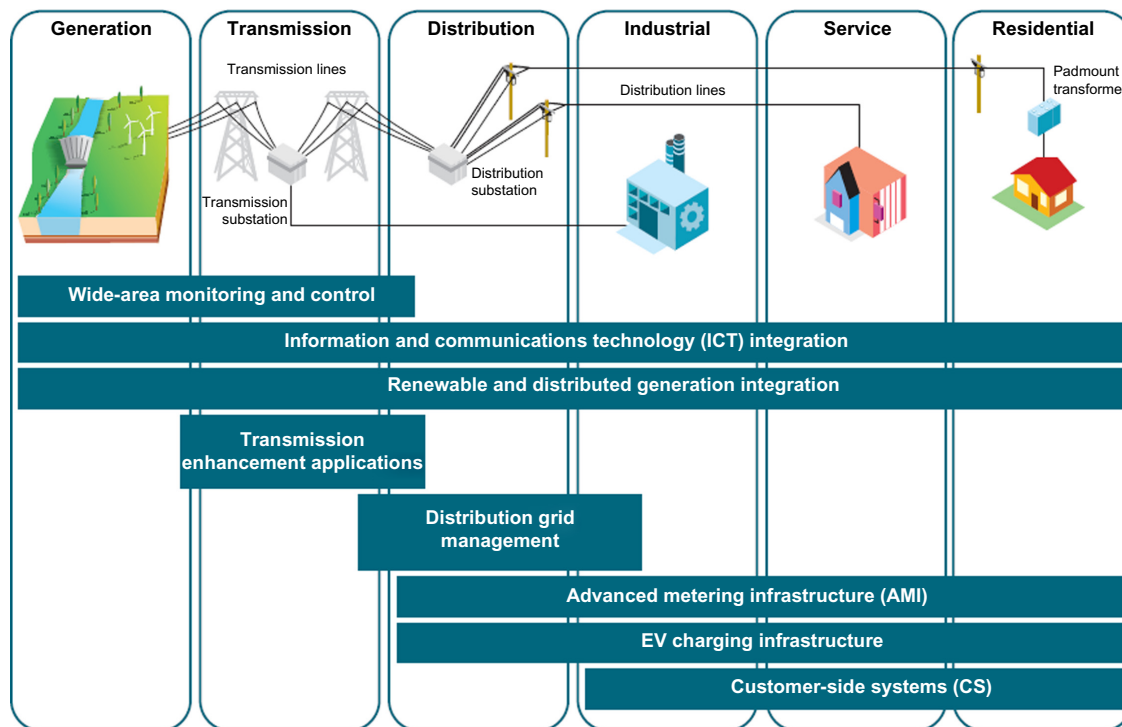 Generation
Transmission
Distribution
Industrial
Service
Residential
Transmission lines
Distribution lines
Padmount
transforme
Distribution
substation
Transmission
substation
Wide-area monitoring and control
Information and communications technology (ICT) integration
Renewable and distributed generation integration
Transmission
enhancement applications
Distribution grid
management
Advanced metering infrastructure (AMI)
EV charging infrastructure
Customer-side systems (CS)